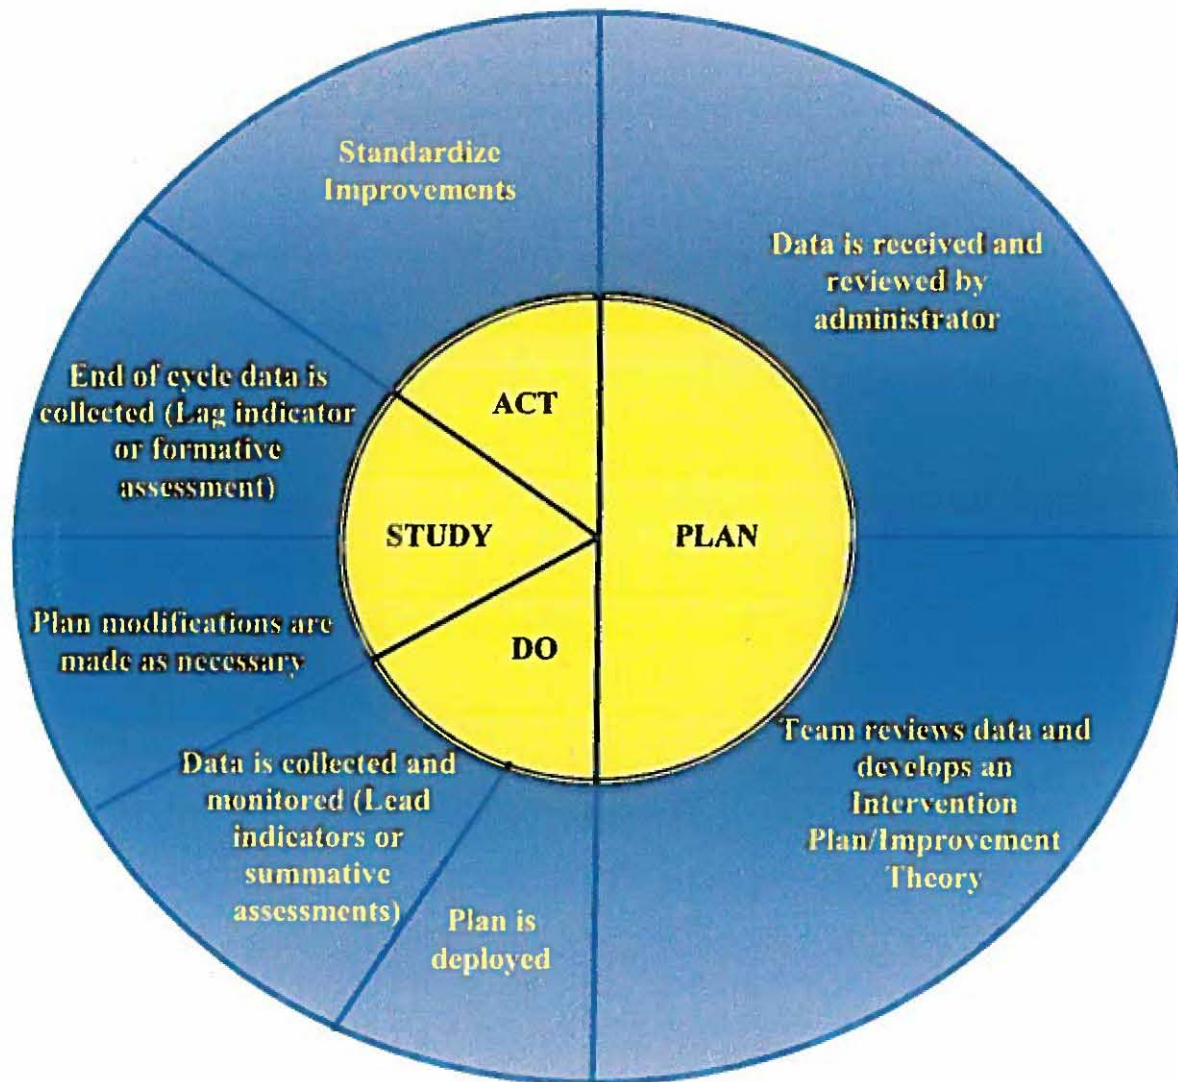 Standardize
Improvements
Data is received and
reviewed by
administrator
End of cycle data is
collected (Lag indicator
or formative
assessment)
ACT
STUDY
PLAN
DO
Plan modifications are
made as necessary
Data is collected and
monitored (Lead
indicators or
summative
assessments)
Plan is
deployed
Team reviews data and
develops an
Intervention
Plan/Improvement
Theory